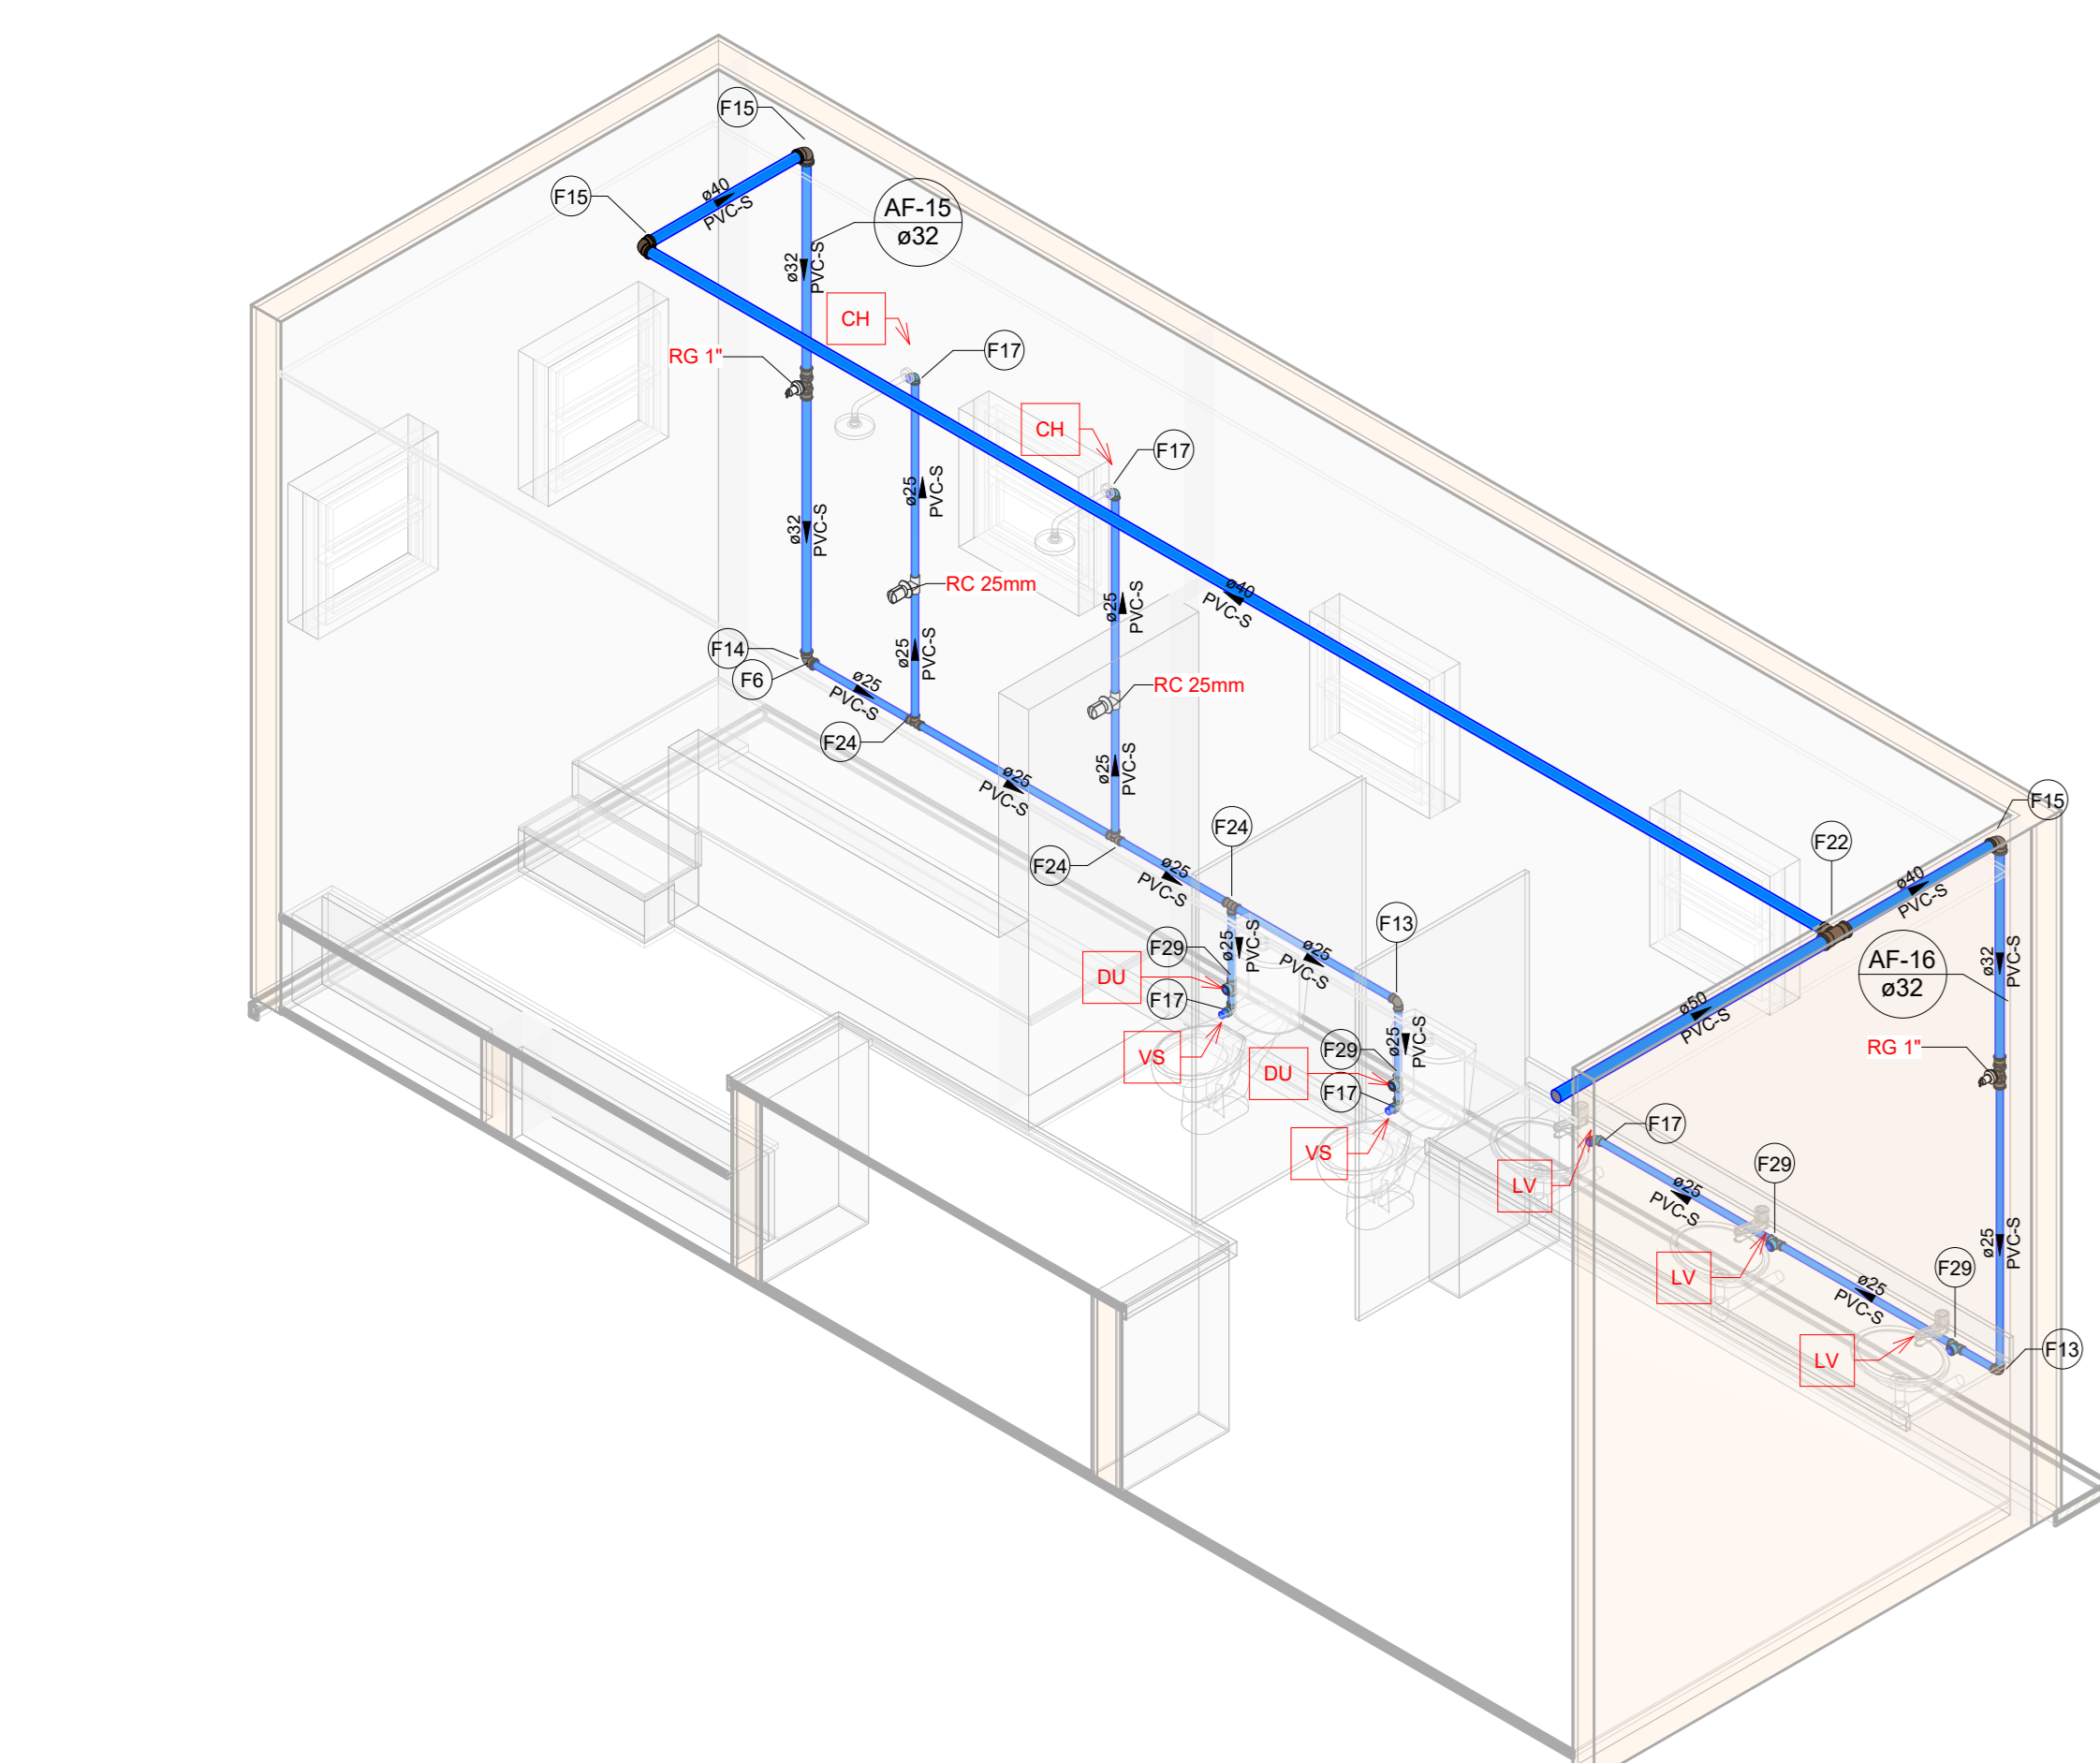 F15
F15
ø40
PVC-S
AF-15
ø32
ø32
PVC-S
CH
RG 1"
F17
CH
F17
ø25
PVC-S
ø32
PVC-S
RC 25mm
ø25
PVC-S
ø40
PVC-S
F14
F6
ø25
PVC-S
ø25
PVC-S
RC 25mm
F24
ø25
PVC-S
ø25
PVC-S
F24
F24
ø25
PVC-S
F15
F22
ø40
PVC-S
F13
F29
ø25
PVC-S
ø25
PVC-S
DU
F17
AF-16
ø32
ø32
PVC-S
ø50
PVC-S
VS
F29
ø25
PVC-S
DU
F17
RG 1"
VS
F17
LV
F29
ø25
PVC-S
ø25
PVC-S
LV
F29
ø25
PVC-S
LV
F13